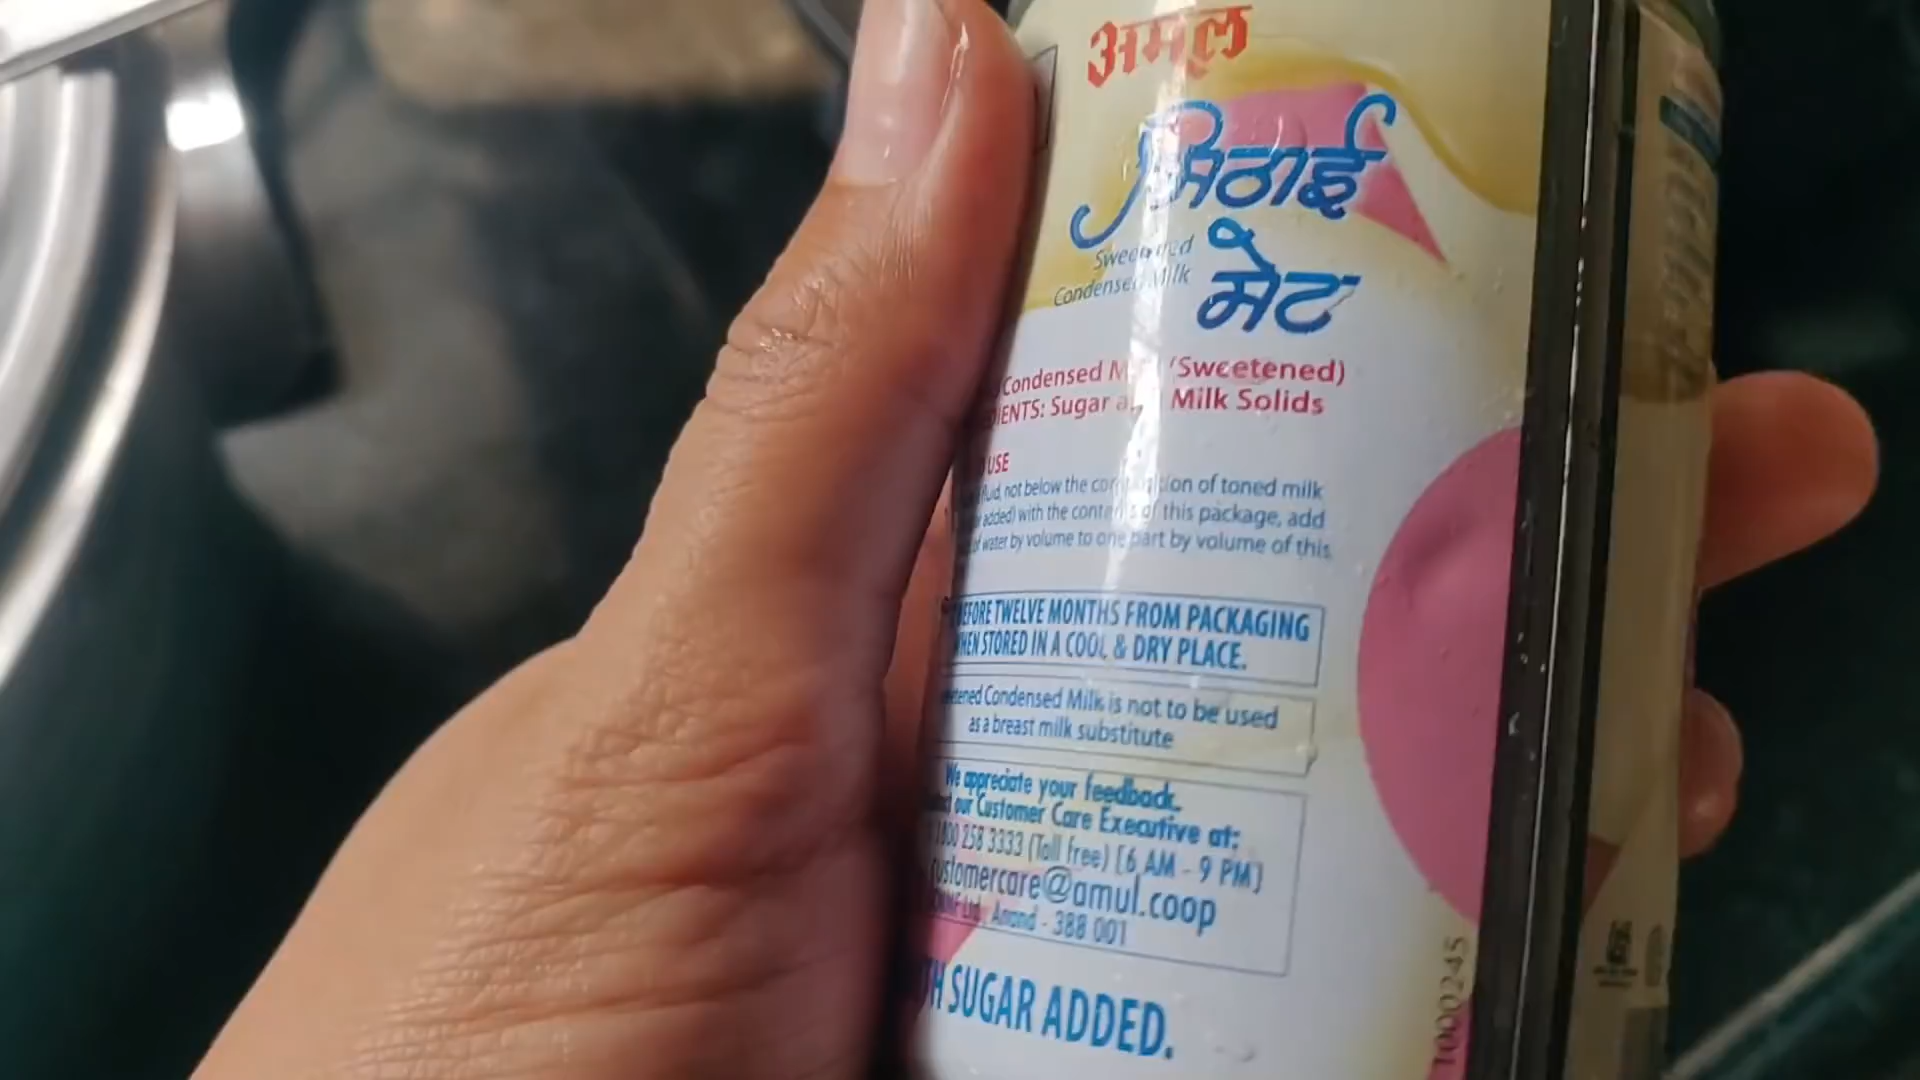 अमूल
मिठाई
Sweetened
Condensed Milk
मेट
Condensed Milk (Sweetened)
Sugar and Milk Solids
USE
fluid, not below the composition of toned milk
added) with the contents of this package, add
of water by volume to one part by volume of this
BEFORE TWELVE MONTHS FROM PACKAGING
WHEN STORED IN A COOL & DRY PLACE.
Condensed Milk is not to be used
as a breast milk substitute
We appreciate your feedback.
our Customer Care Executive at:
1800 258 3333 (Toll free) [6 AM - 9 PM]
customercare@amul.coop
Ltd., Anand - 388 001
SUGAR ADDED.
1000245